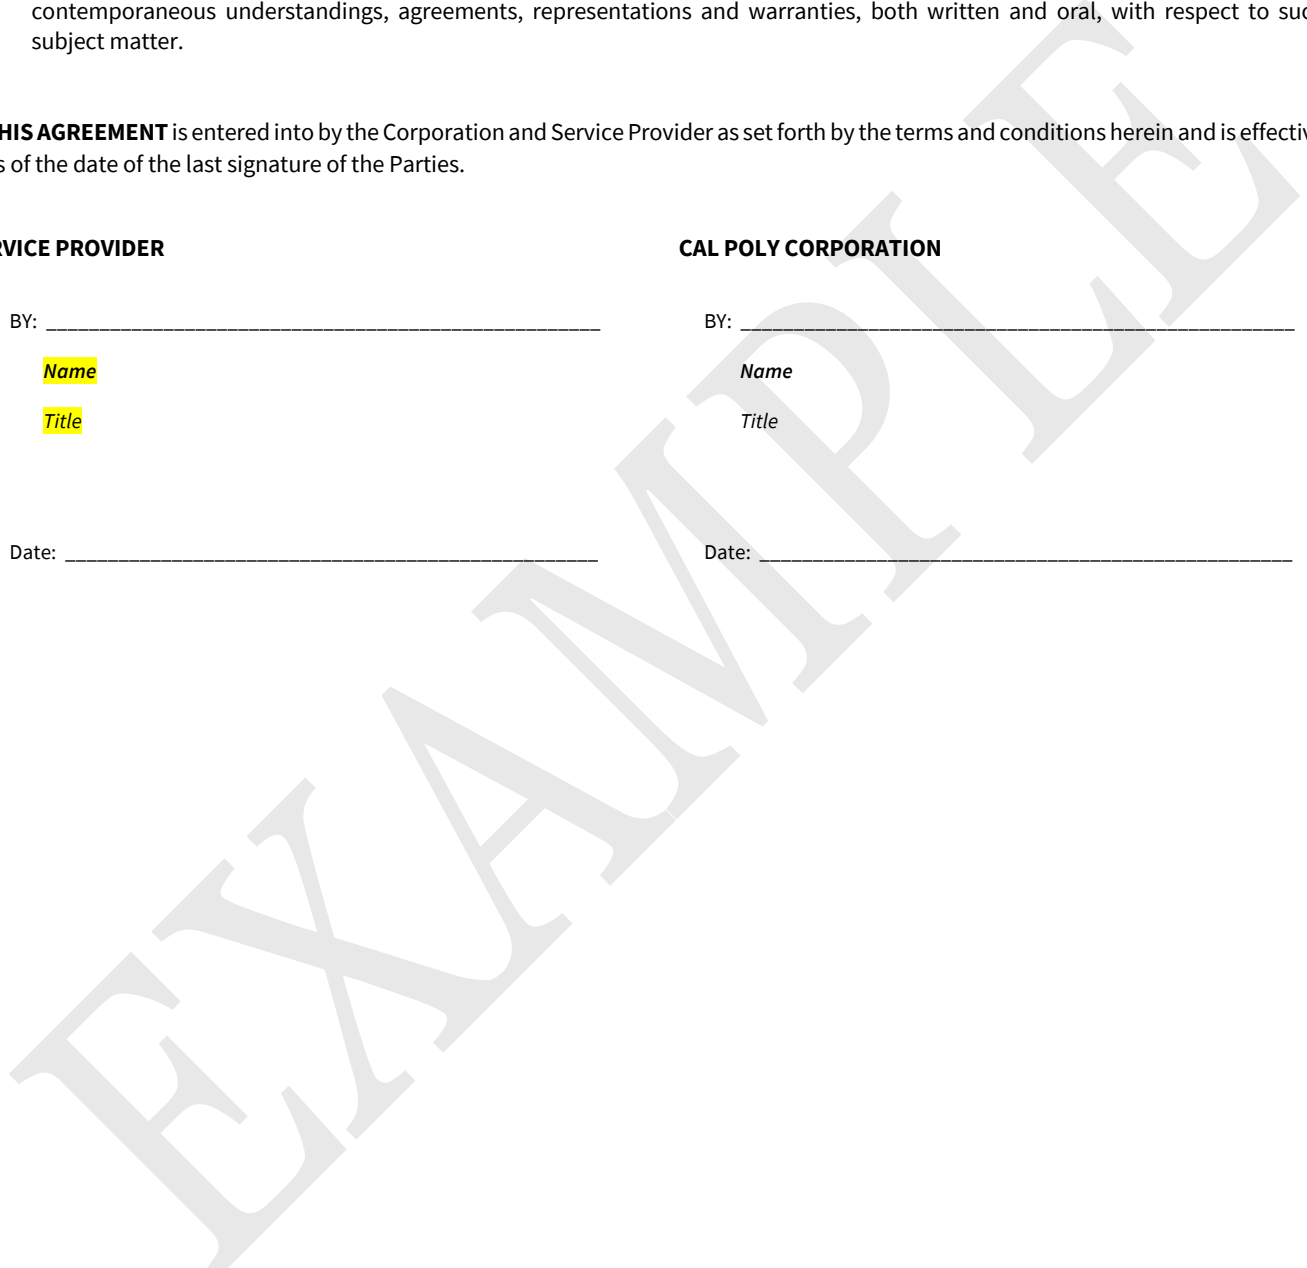 contemporaneous understandings, agreements, representations and warranties, both written and oral, with respect to suc
subject matter.
HIS AGREEMENT is entered into by the Corporation and Service Provider as set forth by the terms and conditions herein and is effectiv
s of the date of the last signature of the Parties.
RVICE PROVIDER
CAL POLY CORPORATION
BY: ____________________________________________________
BY: ____________________________________________________
Name
Name
Title
Title
Date: __________________________________________________
Date: __________________________________________________
EXAMPLE